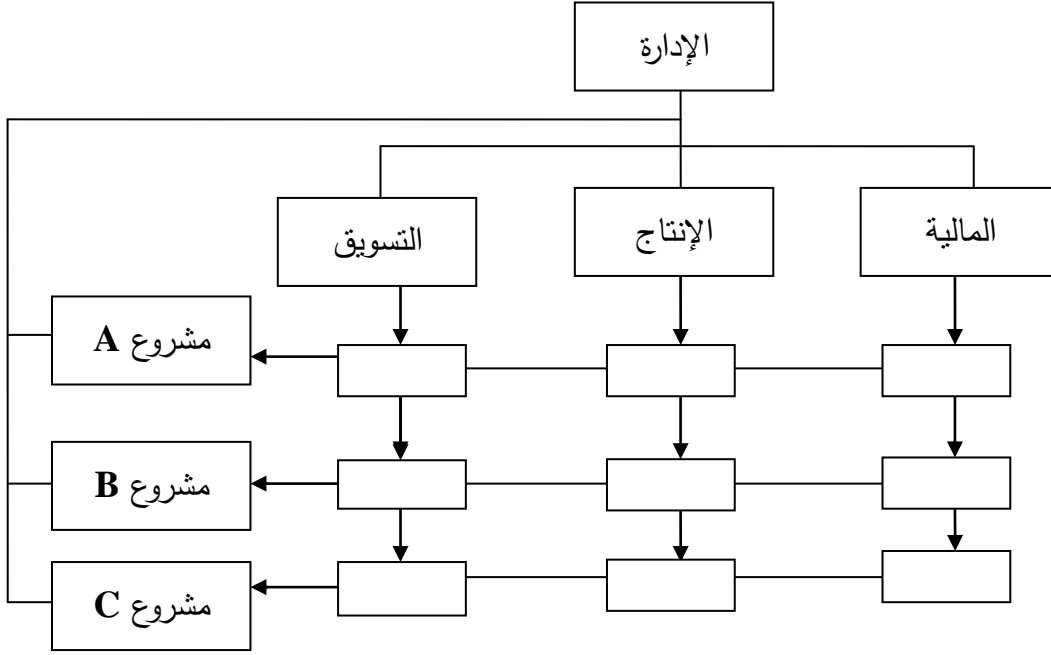 الإدارة
المالية
الإنتاج
التسويق
مشروع A
مشروع B
مشروع C